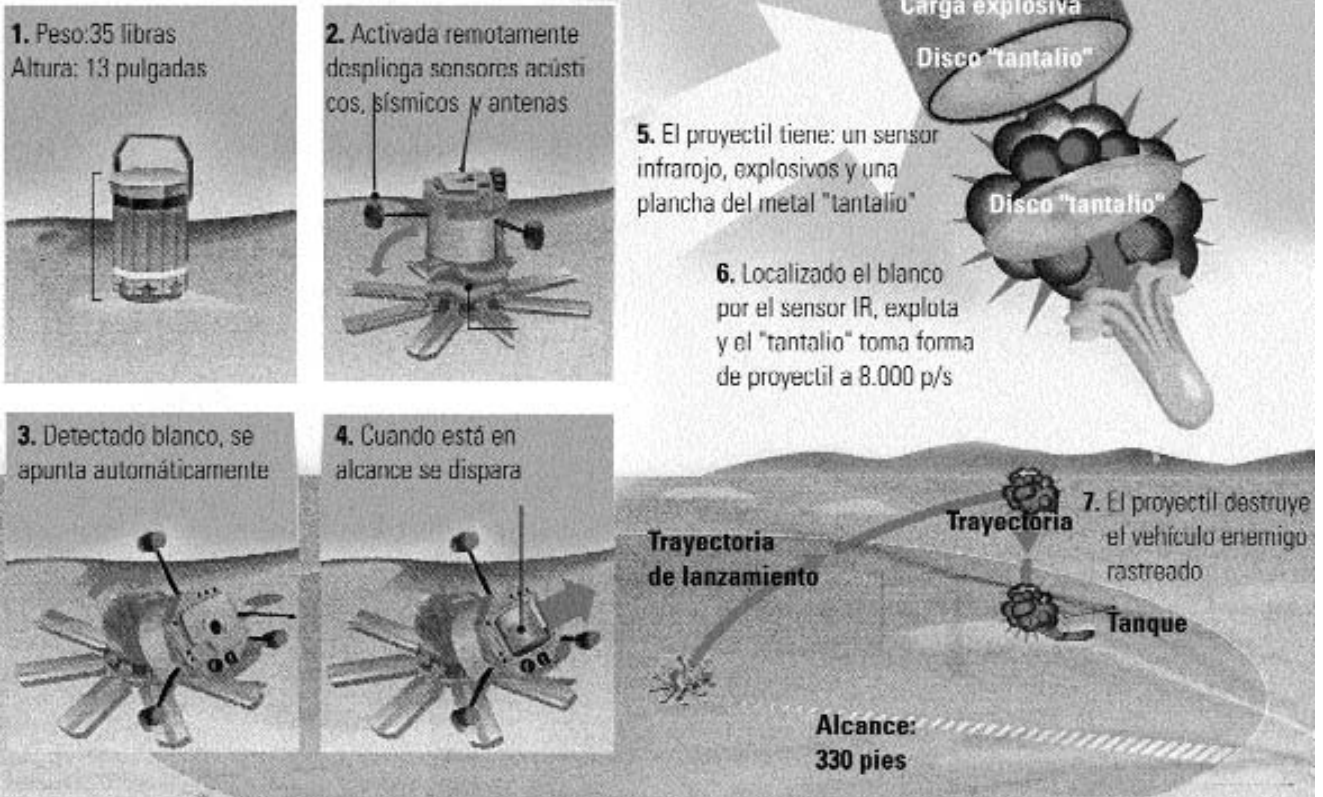 1. Peso:35 libras
Altura: 13 pulgadas
2. Activada remotamente
despliega sensores acústi
cos, sísmicos y antenas
Carga explosiva
Disco "tantalio"
5. El proyectil tiene: un sensor
infrarojo, explosivos y una
plancha del metal "tantalio"
Disco "tantalio"
6. Localizado el blanco
por el sensor IR, explota
y el "tantalio" toma forma
de proyectil a 8.000 p/s
3. Detectado blanco, se
apunta automáticamente
4. Cuando está en
alcance se dispara
Trayectoria
de lanzamiento
Trayectoria
7. El proyectil destruye
el vehículo enemigo
rastreado
Tanque
Alcance:
330 pies